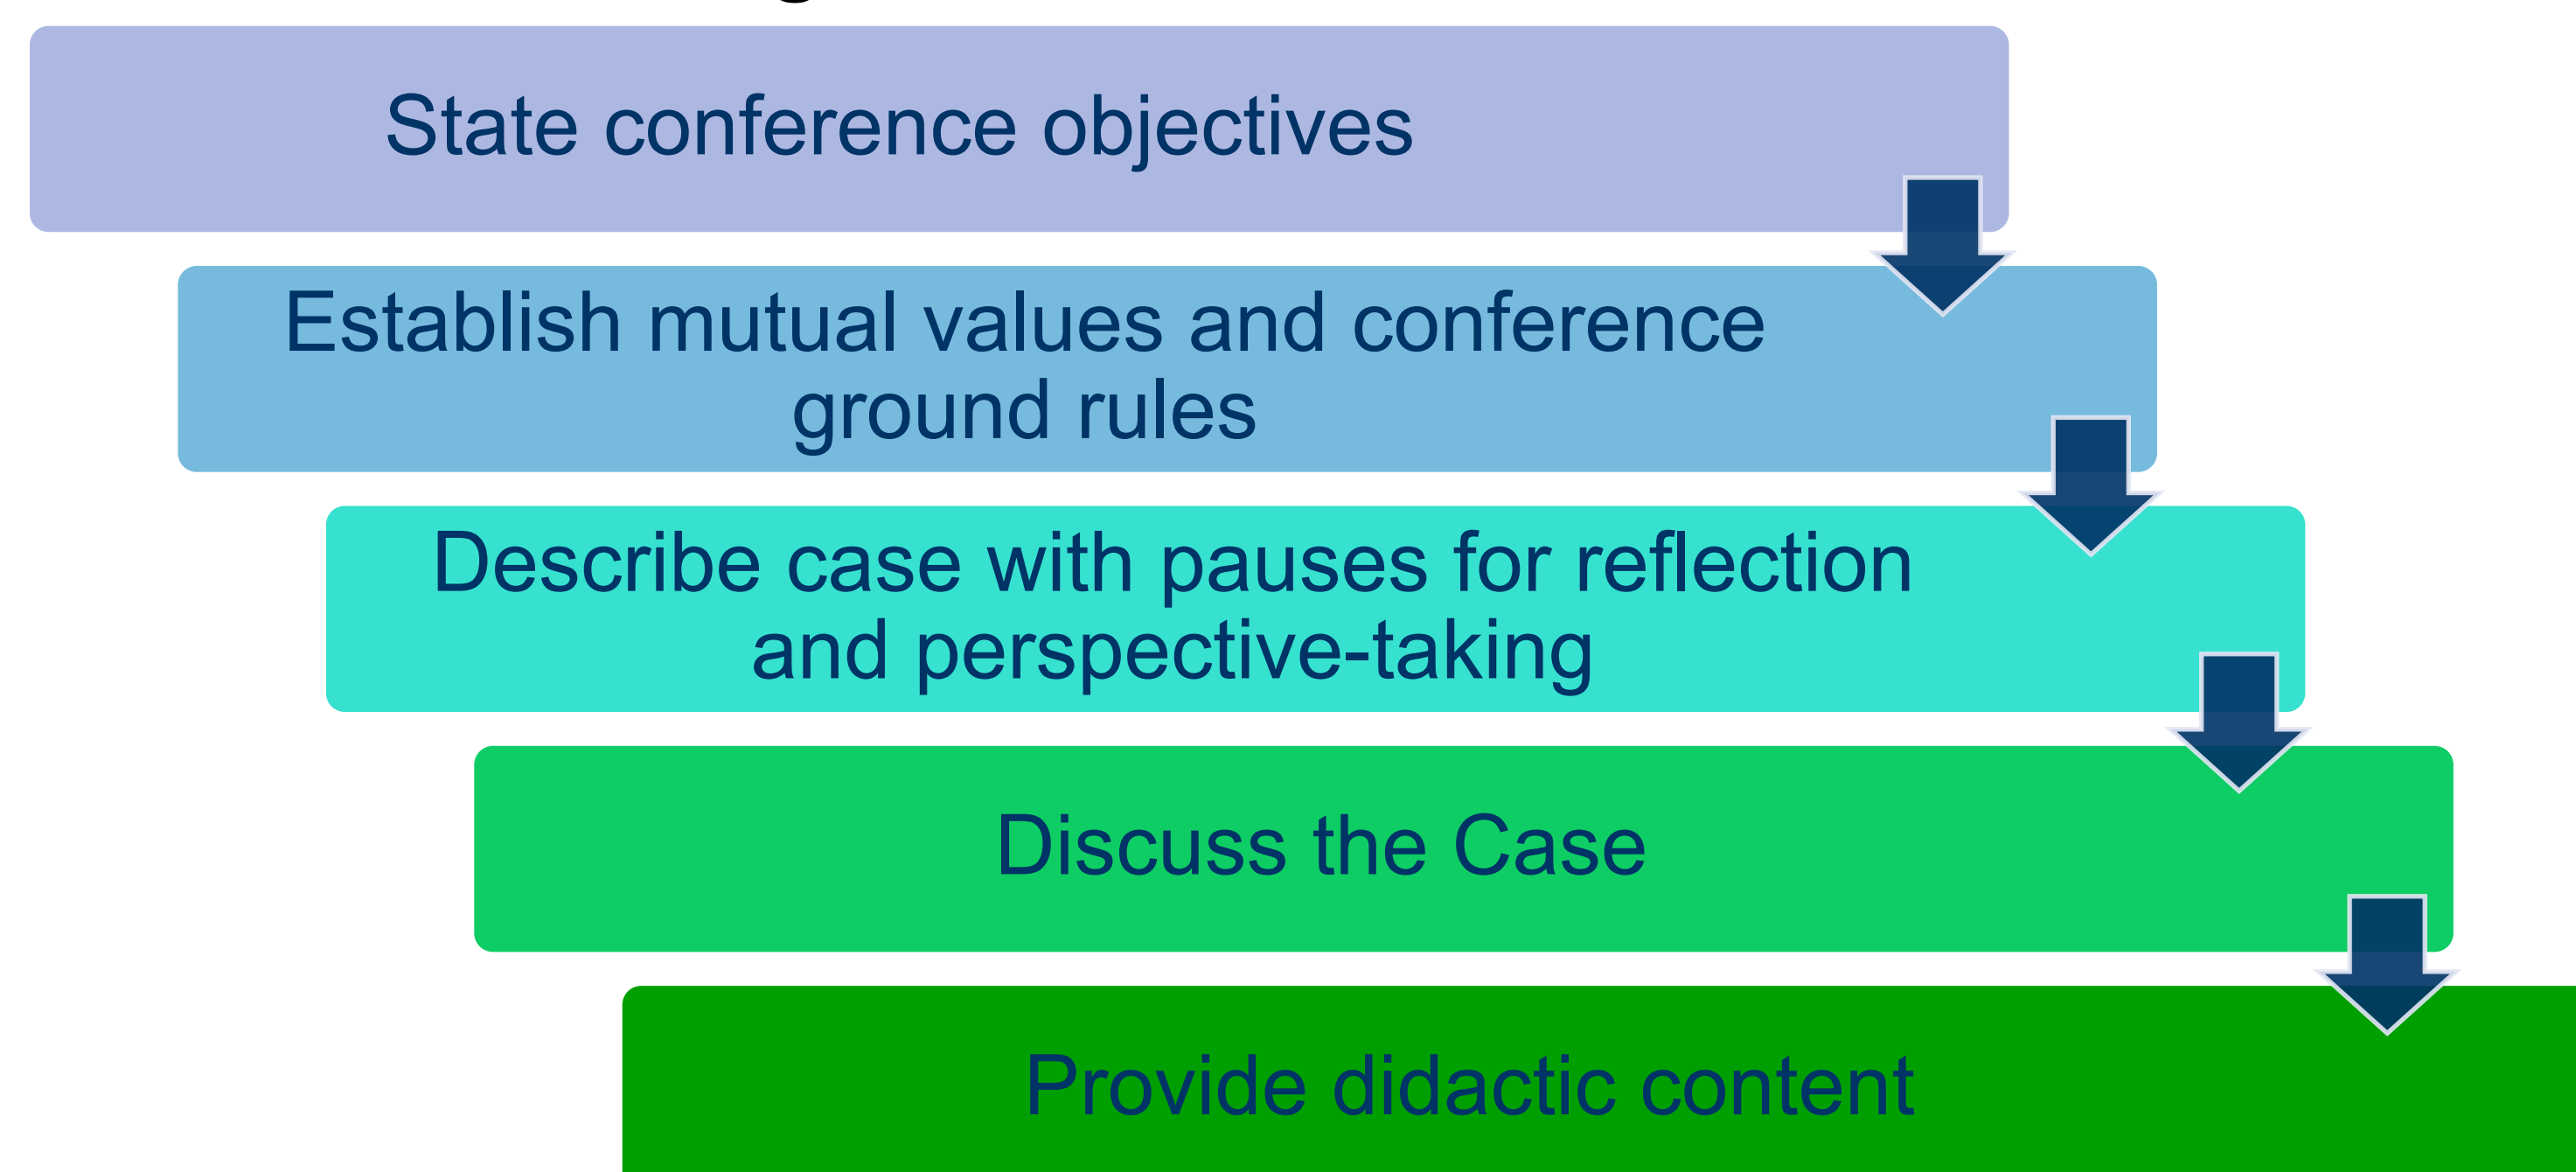 State conference objectives
Establish mutual values and conference
ground rules
Describe case with pauses for reflection
and perspective-taking
Discuss the Case
Provide didactic content